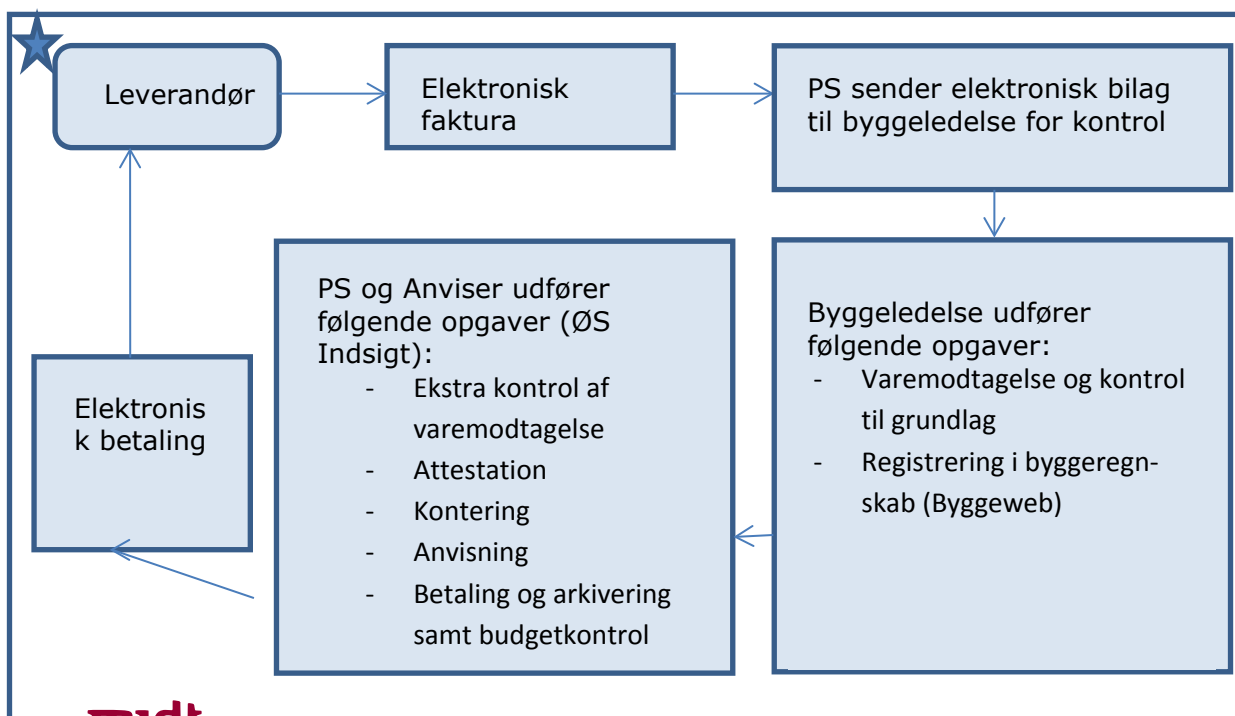 Leverandør
Elektronisk
faktura
PS sender elektronisk bilag
til byggeledelse for kontrol
Byggeledelse udfører
følgende opgaver:
- Varemodtagelse og kontrol
til grundlag
- Registrering i byggeregn-
skab (Byggeweb)
PS og Anviser udfører
følgende opgaver (ØS
Indsigt):
- Ekstra kontrol af
varemodtagelse
- Attestation
- Kontering
- Anvisning
- Betaling og arkivering
samt budgetkontrol
Elektronis
k betaling